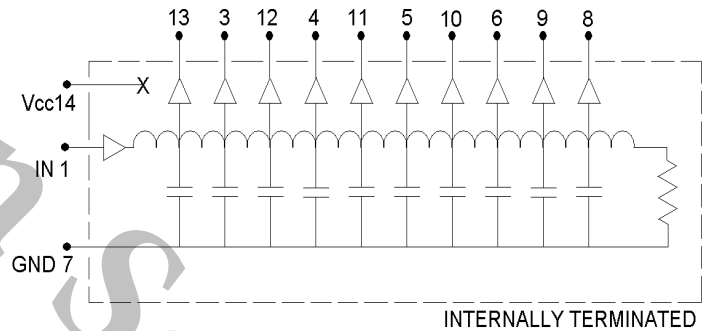 13 3 12 4 11 5 10 6 9 8
Vcc14
X
IN 1
GND 7
INTERNALLY TERMINATED